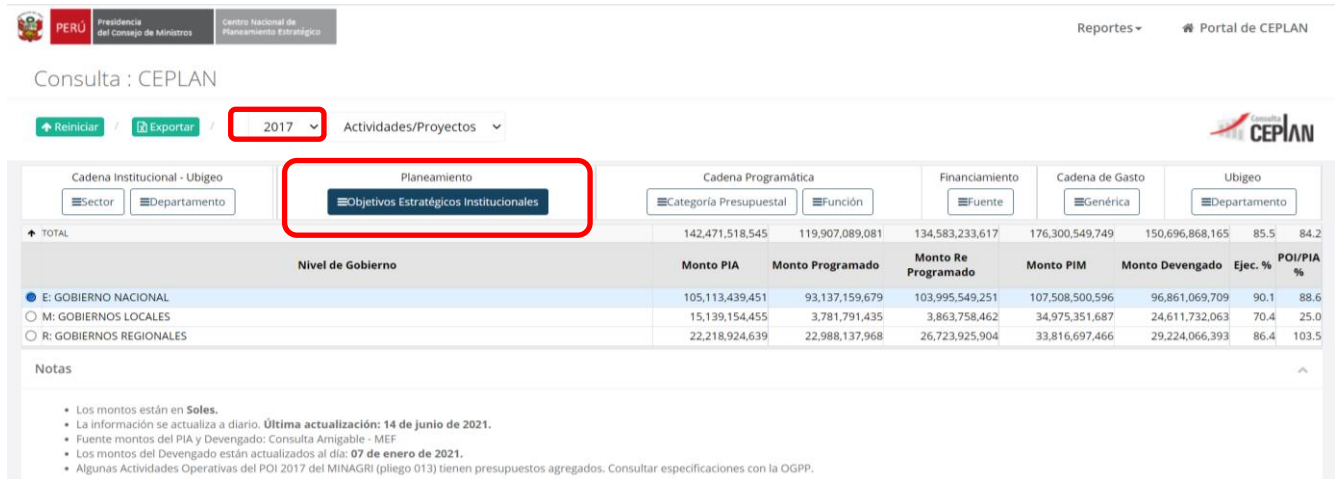 PERÚ Presidencia del Consejo de Ministros Centro Nacional de Planeamiento Estratégico Reportes Portal de CEPLAN
Consulta : CEPLAN
Reiniciar / Exportar / 2017 Actividades/Proyectos Consulta CEPLAN
Cadena Institucional - Ubigeo Planeamiento Cadena Programática Financiamiento Cadena de Gasto Ubigeo
Sector Departamento Objetivos Estratégicos Institucionales Categoría Presupuestal Función Fuente Genérica Departamento
TOTAL 142,471,518,545 119,907,089,081 134,583,233,617 176,300,549,749 150,696,868,165 85.5 84.2
Nivel de Gobierno Monto PIA Monto Programado Monto Re Programado Monto PIM Monto Devengado Ejec. % POI/PIA %
E: GOBIERNO NACIONAL 105,113,439,451 93,137,159,679 103,995,549,251 107,508,500,596 96,861,069,709 90.1 88.6
M: GOBIERNOS LOCALES 15,139,154,455 3,781,791,435 3,863,758,462 34,975,351,687 24,611,732,063 70.4 25.0
R: GOBIERNOS REGIONALES 22,218,924,639 22,988,137,968 26,723,925,904 33,816,697,466 29,224,066,393 86.4 103.5
Notas
• Los montos están en Soles.
• La información se actualiza a diario. Última actualización: 14 de junio de 2021.
• Fuente montos del PIA y Devengado: Consulta Amigable - MEF
• Los montos del Devengado están actualizados al día: 07 de enero de 2021.
• Algunas Actividades Operativas del POI 2017 del MINAGRI (pliego 013) tienen presupuestos agregados. Consultar especificaciones con la OGPP.